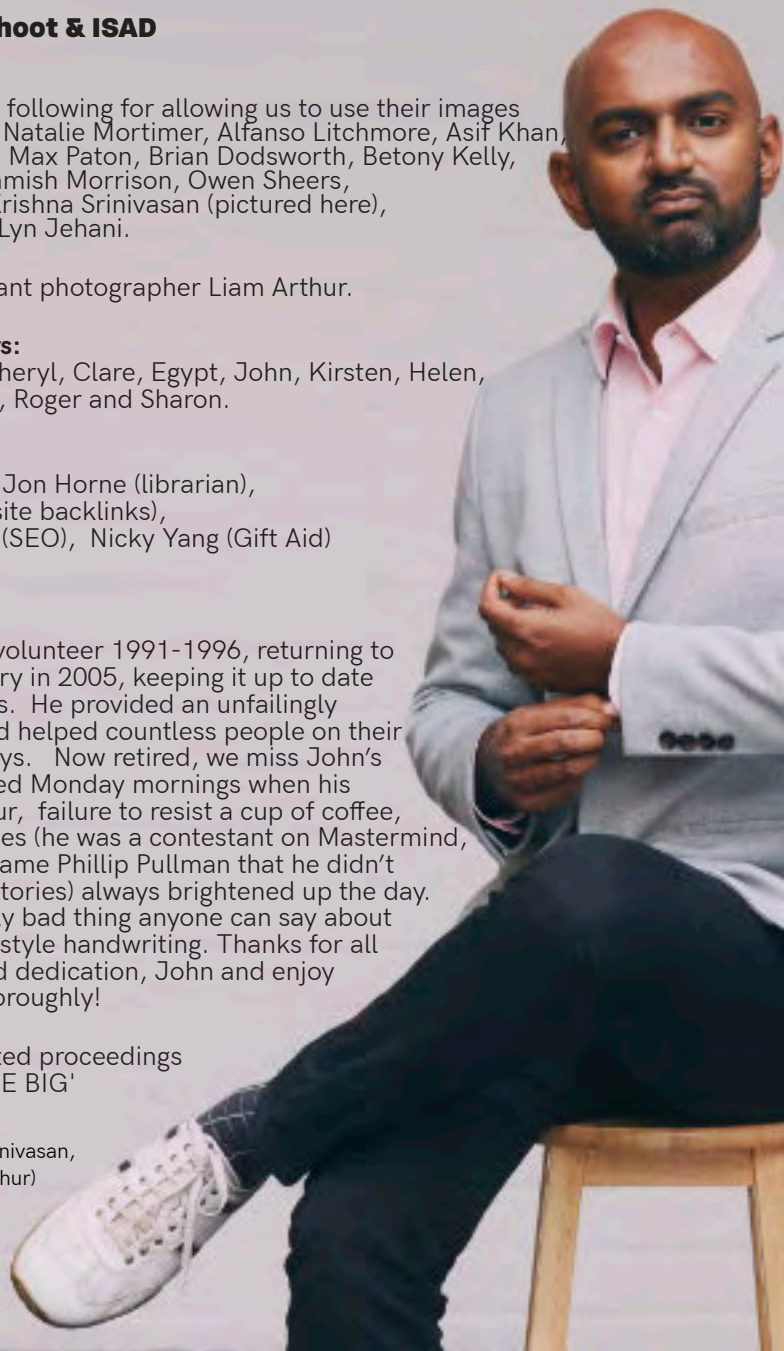 hoot & ISAD
following for allowing us to use their images
Natalie Mortimer, Alfanso Litchmore, Asif Khan,
Max Paton, Brian Dodsworth, Betony Kelly,
amish Morrison, Owen Sheers,
Krishna Srinivasan (pictured here),
Lyn Jehani.
ant photographer Liam Arthur.
s:
heryl, Clare, Egypt, John, Kirsten, Helen,
, Roger and Sharon.
Jon Horne (librarian),
site backlinks),
(SEO),  Nicky Yang (Gift Aid)
volunteer 1991-1996, returning to
ry in 2005, keeping it up to date
s.  He provided an unfailingly
d helped countless people on their
ys.   Now retired, we miss John’s
ed Monday mornings when his
ur,  failure to resist a cup of coffee,
es (he was a contestant on Mastermind,
ame Phillip Pullman that he didn’t
tories) always brightened up the day.
ly bad thing anyone can say about
style handwriting. Thanks for all
d dedication, John and enjoy
oroughly!
ted proceedings
E BIG'
nivasan,
hur)